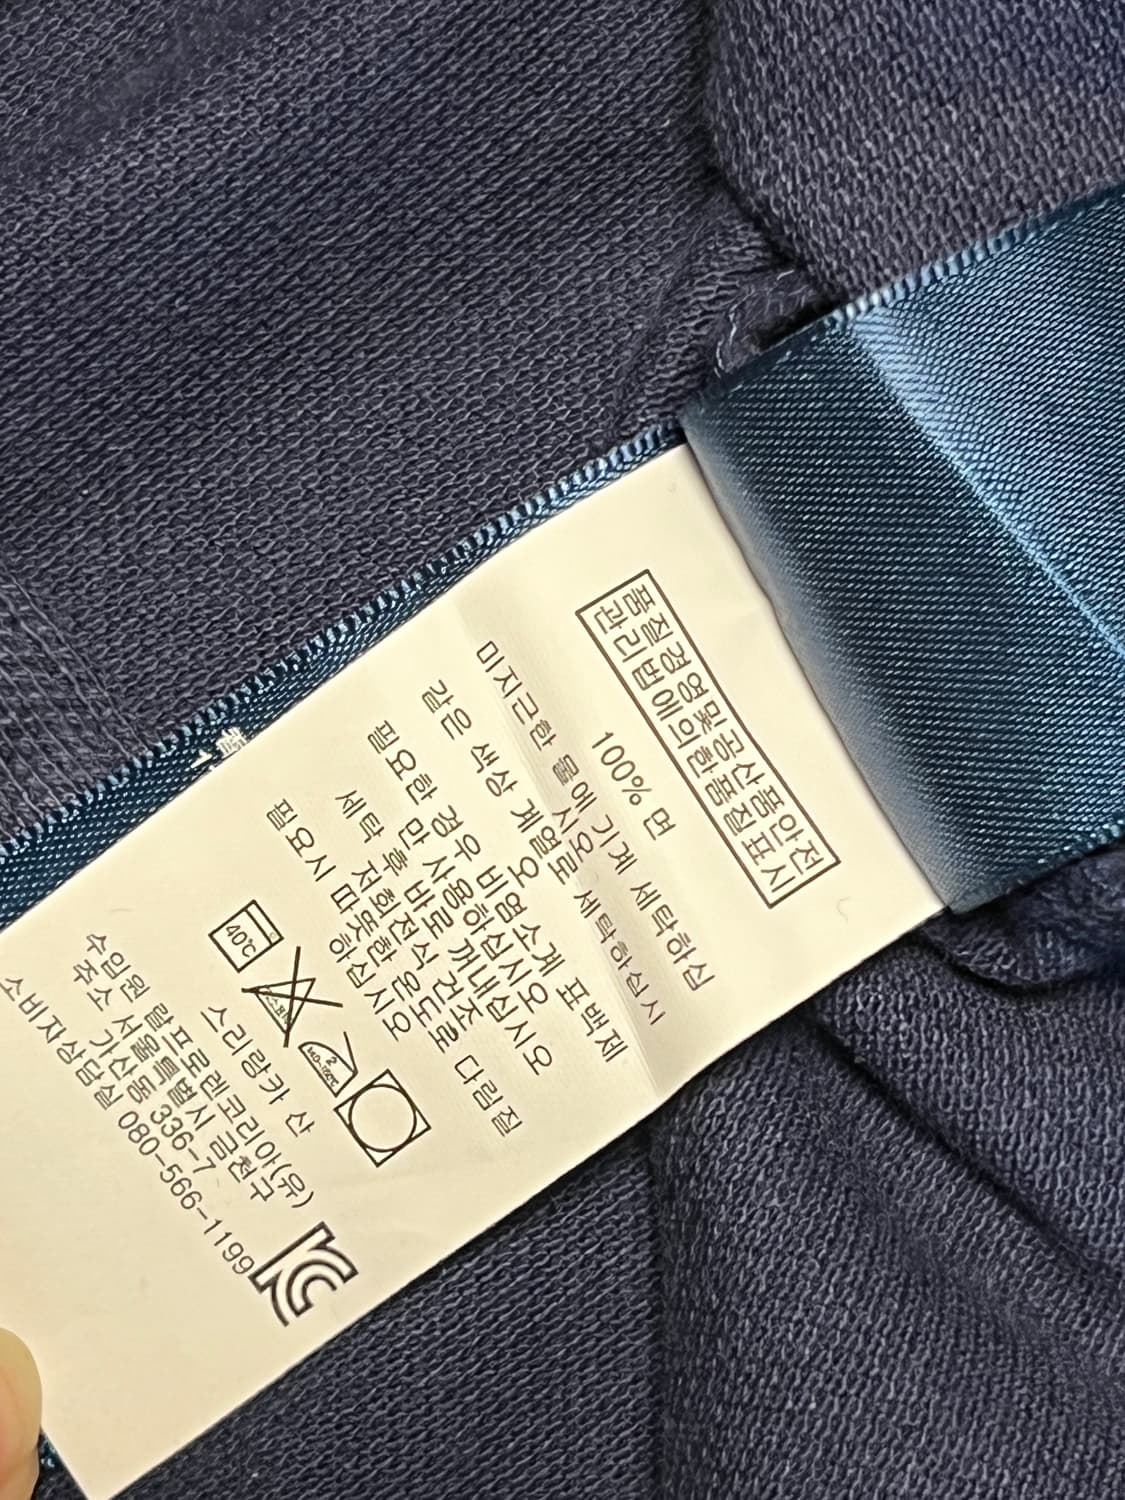 품질경영및공산품안전
관리법에의한품질표시
100% 면
미지근한 물에 기계 세탁하십
시오
같은 색상 계열로 세탁하십시
오
필요한 경우 비염소계 표백제
만 사용하십시오
세탁 후 바로 꺼내십시오
저회전식 건조
필요시 따뜻한 온도로 다림질
하십시오
40℃
스리랑카 산
수입원 랄프로렌코리아(유)
주소 서울특별시 금천구
가산동 336-7
소비자상담실 080-566-1199